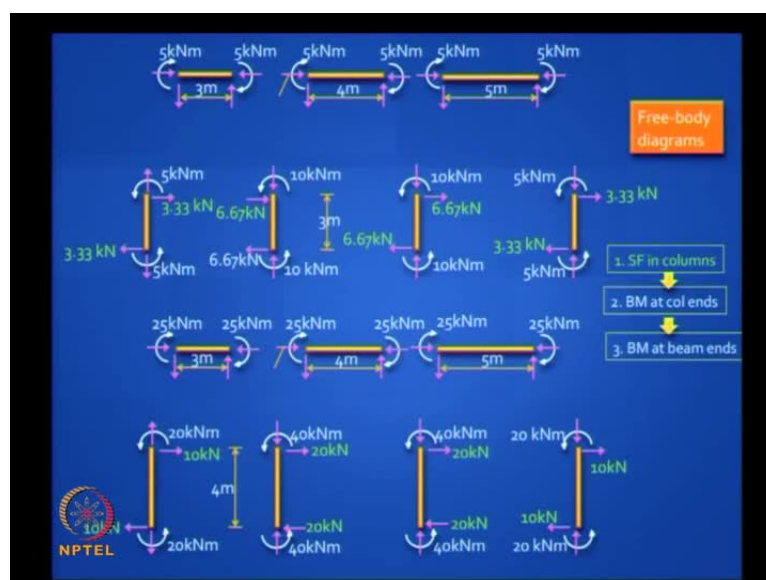 5kNm 5kNm 5kNm 5kNm 5kNm 5kNm
3m 4m 5m
Free-body
diagrams
5kNm 10kNm 10kNm 5kNm
3.33 kN 6.67kN 6.67kN 3.33 kN
3m
3.33 kN 6.67kN 6.67kN 3.33 kN
5kNm 10 kNm 10kNm 5kNm
1. SF in columns
2. BM at col ends
3. BM at beam ends
25kNm 25kNm 25kNm 25kNm 25kNm 25kNm
3m 4m 5m
20kNm 40kNm 40kNm 20 kNm
10kN 20kN 20kN 10kN
4m
10kN 20kN 20kN 10kN
20kNm 40kNm 40kNm 20 kNm
NPTEL